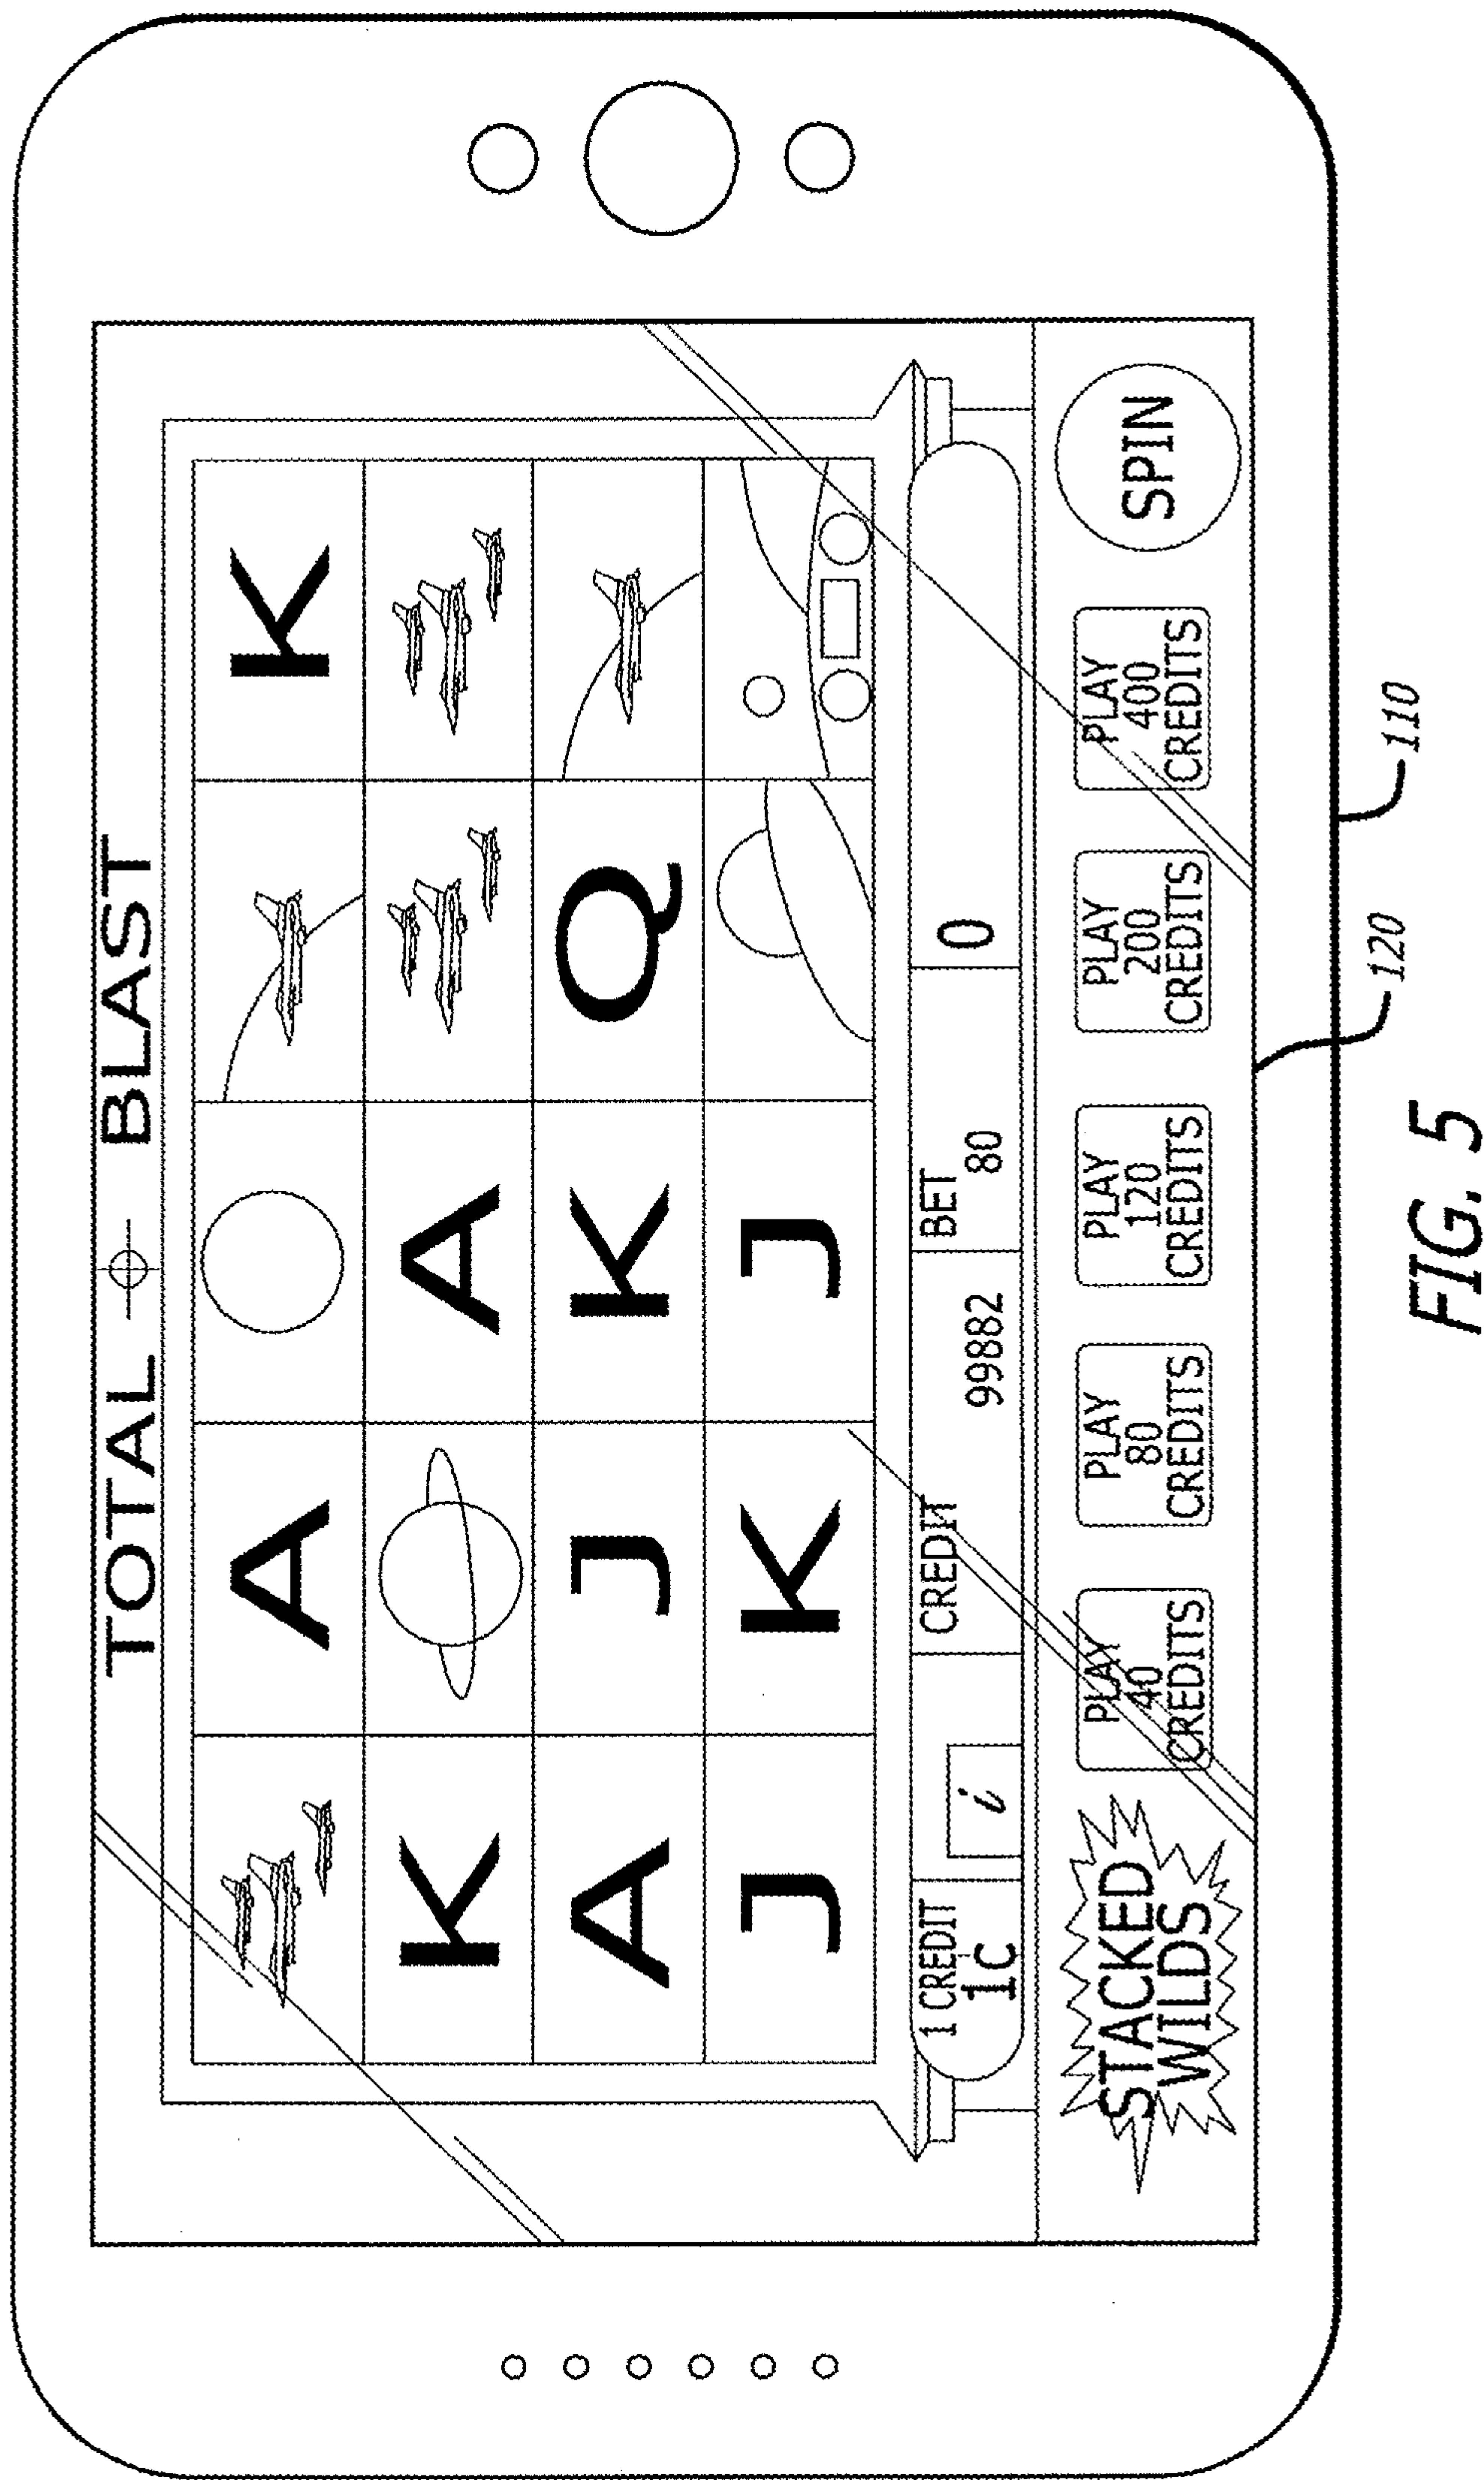 TOTAL BLAST
A K
K A
A J K Q
J K J
1 CREDIT
1C
i
CREDIT
99882
BET
80
0
STACKED
WILDS
PLAY
40
CREDITS
PLAY
80
CREDITS
PLAY
120
CREDITS
PLAY
200
CREDITS
PLAY
400
CREDITS
SPIN
120
110
FIG. 5